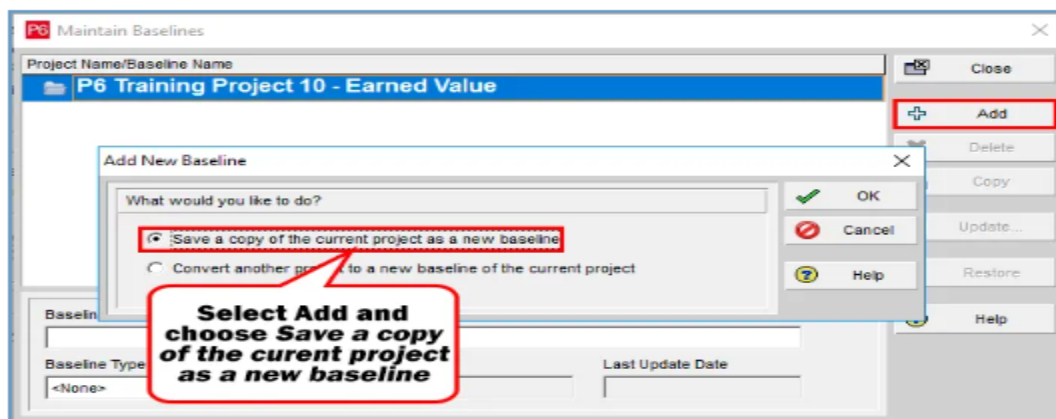 P6 Maintain Baselines
Project Name/Baseline Name
P6 Training Project 10 - Earned Value
Close
Add
Delete
Copy
Update...
Restore
Help
Add New Baseline
What would you like to do?
Save a copy of the current project as a new baseline
Convert another project to a new baseline of the current project
OK
Cancel
Help
Select Add and
choose Save a copy
of the curent project
as a new baseline
Baselin
Baseline Type
<None>
Last Update Date